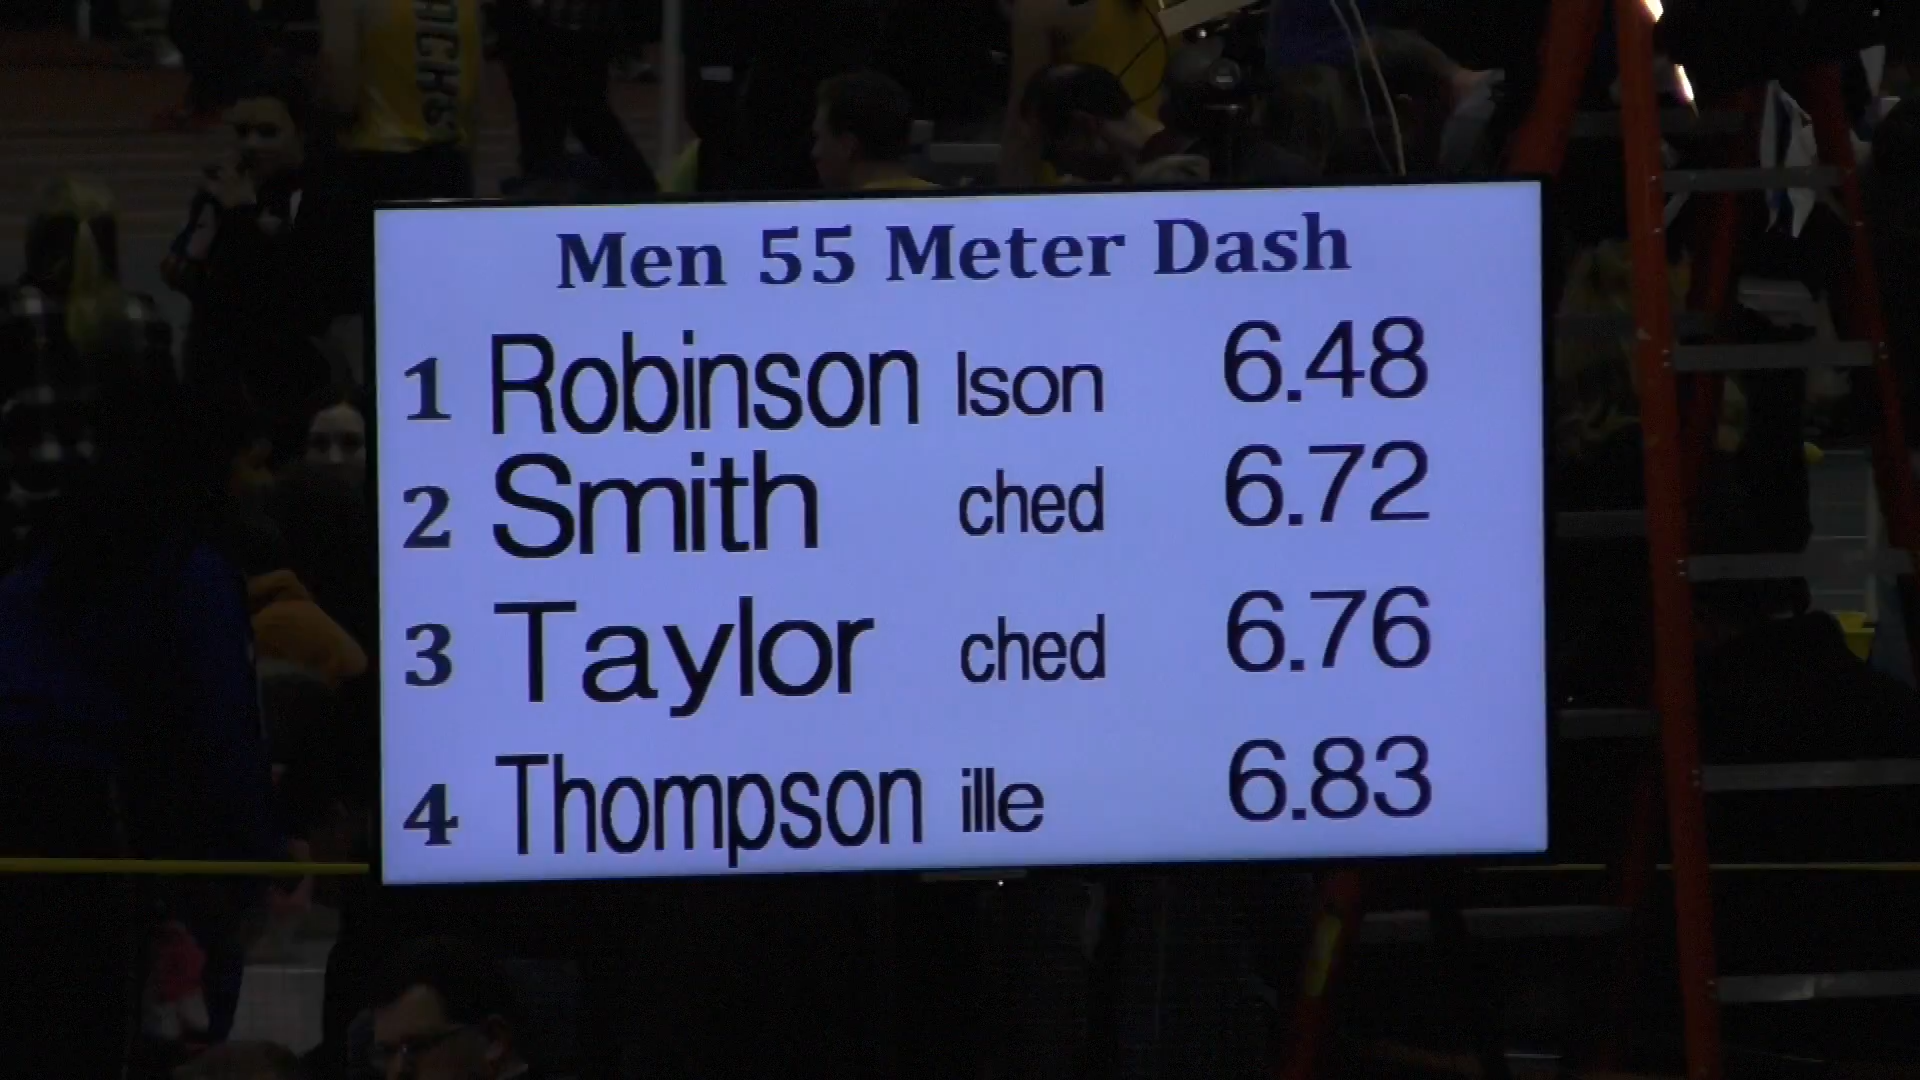 ACKS
Men 55 Meter Dash
1 Robinson lson 6.48
2 Smith ched 6.72
3 Taylor ched 6.76
4 Thompson ille 6.83